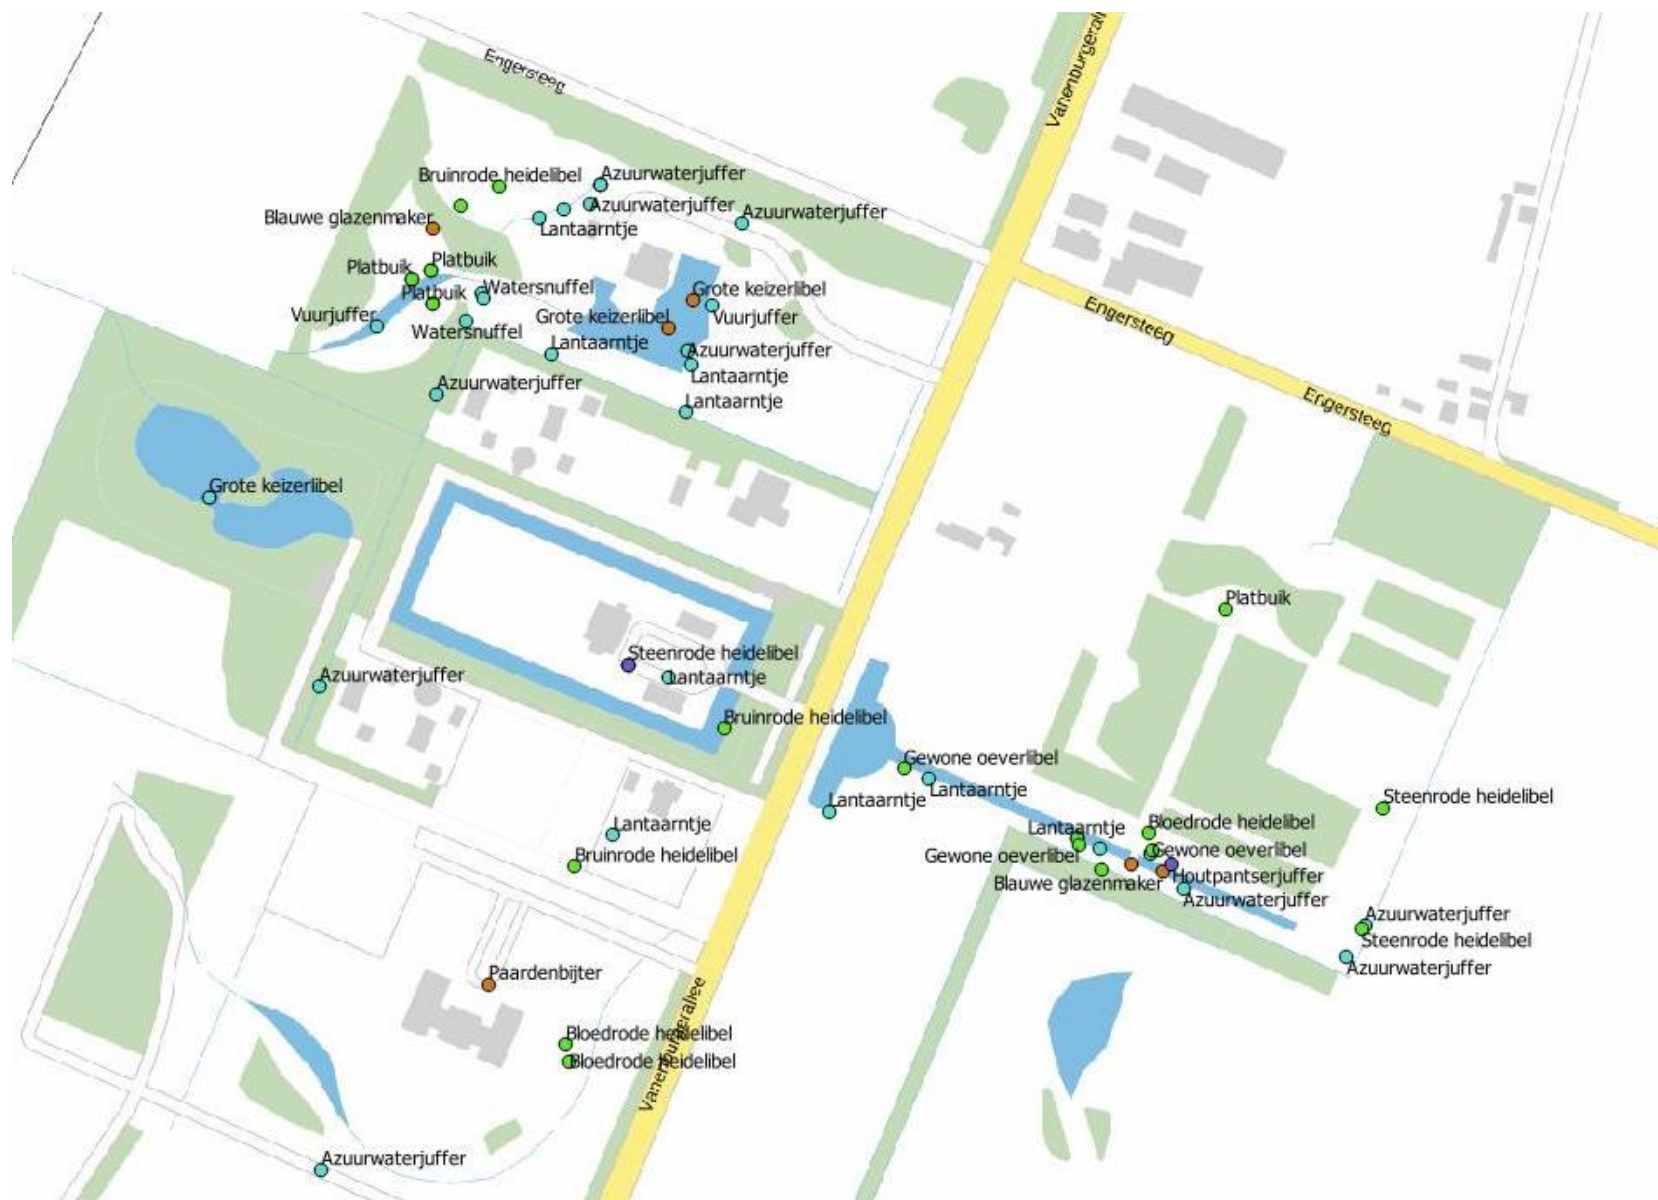 Engersteeg
Vanenburgeral
Bruinrode heidelibel
Azuurwaterjuffer
Azuurwaterjuffer
Azuurwaterjuffer
Blauwe glazenmaker
Lantaarntje
Platbuik
Platbuik
Platbuik
Watersnuffel
Grote keizerlibel
Vuurjuffer
Grote keizerlibel
Vuurjuffer
Watersnuffel
Lantaarntje
Azuurwaterjuffer
Lantaarntje
Azuurwaterjuffer
Lantaarntje
Engersteeg
Engersteeg
Grote keizerlibel
Platbuik
Steenrode heidelibel
Lantaarntje
Azuurwaterjuffer
Bruinrode heidelibel
Gewone oeverlibel
Lantaarntje
Lantaarntje
Steenrode heidelibel
Lantaarntje
Bruinrode heidelibel
Lantaarntje
Bloedrode heidelibel
Gewone oeverlibel
Gewone oeverlibel
Blauwe glazenmaker
Houtpantserjuffer
Azuurwaterjuffer
Azuurwaterjuffer
Steenrode heidelibel
Azuurwaterjuffer
Paardenbijter
Vanenburgerallee
Bloedrode heidelibel
Bloedrode heidelibel
Azuurwaterjuffer